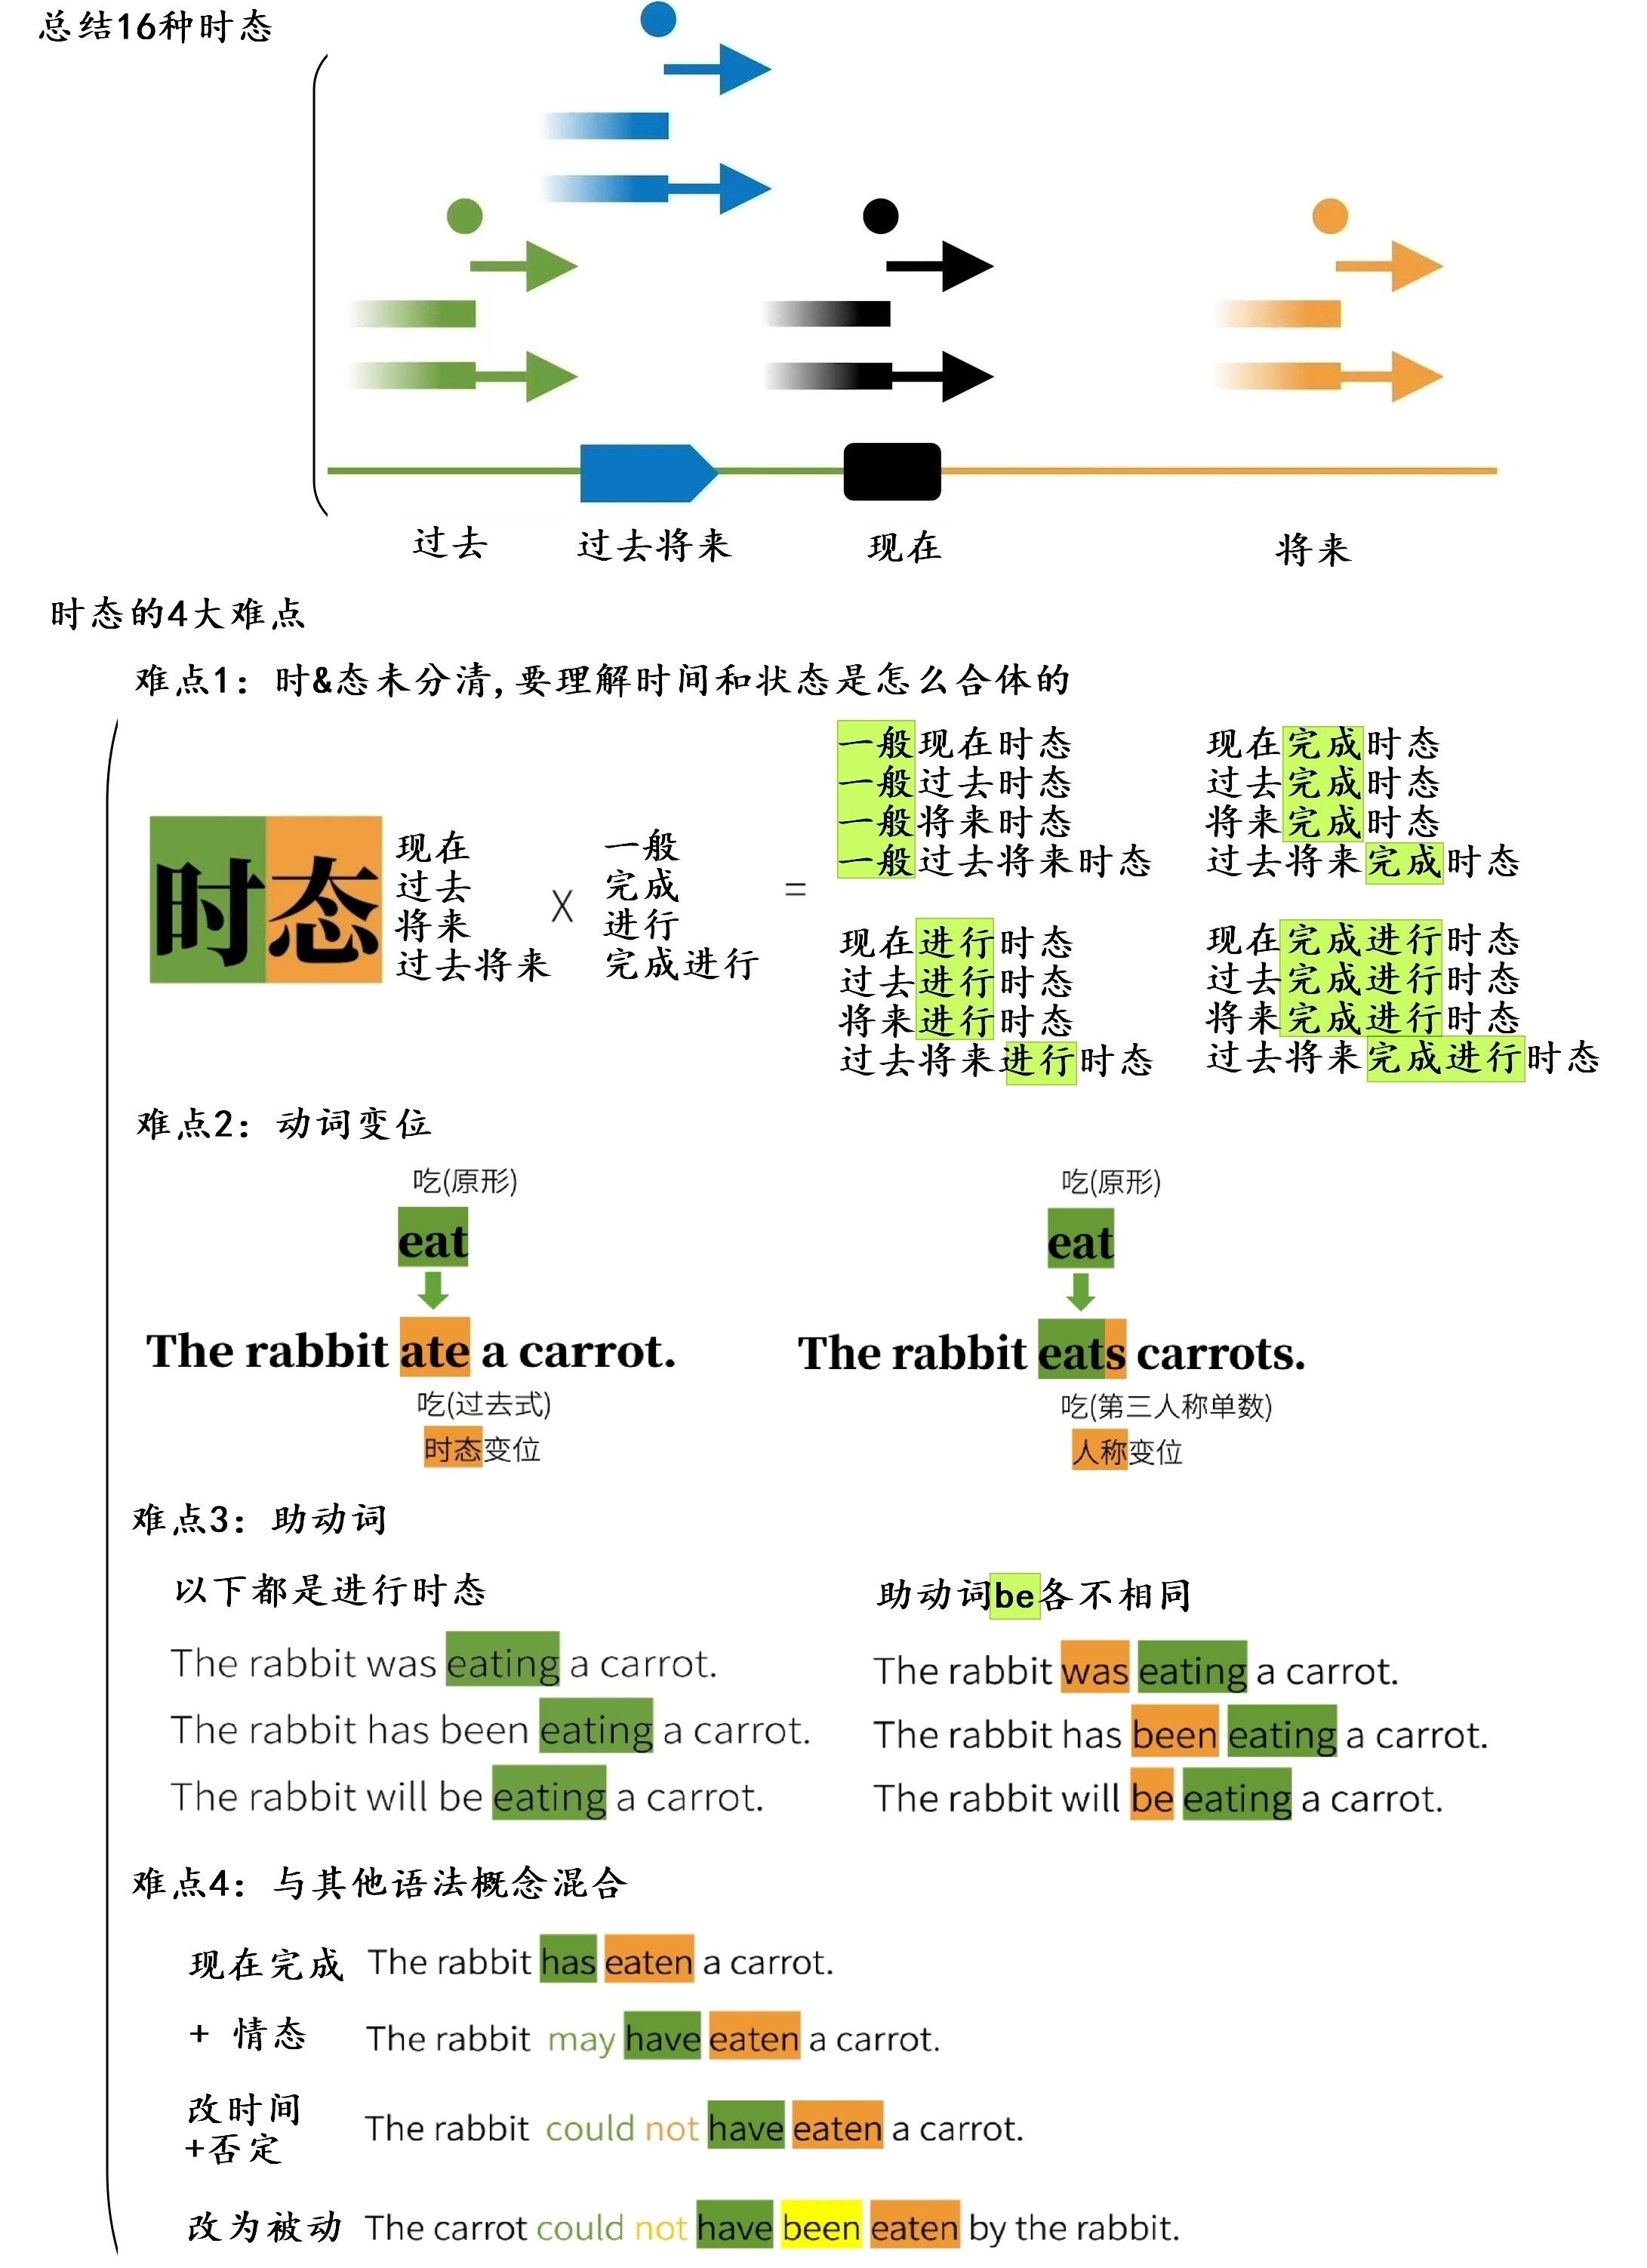 总结16种时态
过去
过去将来
现在
将来
时态的4大难点
难点1：时&态未分清,要理解时间和状态是怎么合体的
时态
现在
过去
将来
过去将来
X
一般
完成
进行
完成进行
=
一般现在时态
一般过去时态
一般将来时态
一般过去将来时态
现在完成时态
过去完成时态
将来完成时态
过去将来完成时态
现在进行时态
过去进行时态
将来进行时态
过去将来进行时态
现在完成进行时态
过去完成进行时态
将来完成进行时态
过去将来完成进行时态
难点2：动词变位
吃(原形)
eat
The rabbit ate a carrot.
吃(过去式)
时态变位
吃(原形)
eat
The rabbit eats carrots.
吃(第三人称单数)
人称变位
难点3：助动词
以下都是进行时态
The rabbit was eating a carrot.
The rabbit has been eating a carrot.
The rabbit will be eating a carrot.
助动词be各不相同
The rabbit was eating a carrot.
The rabbit has been eating a carrot.
The rabbit will be eating a carrot.
难点4：与其他语法概念混合
现在完成 The rabbit has eaten a carrot.
+ 情态 The rabbit may have eaten a carrot.
改时间
+否定
The rabbit could not have eaten a carrot.
改为被动 The carrot could not have been eaten by the rabbit.